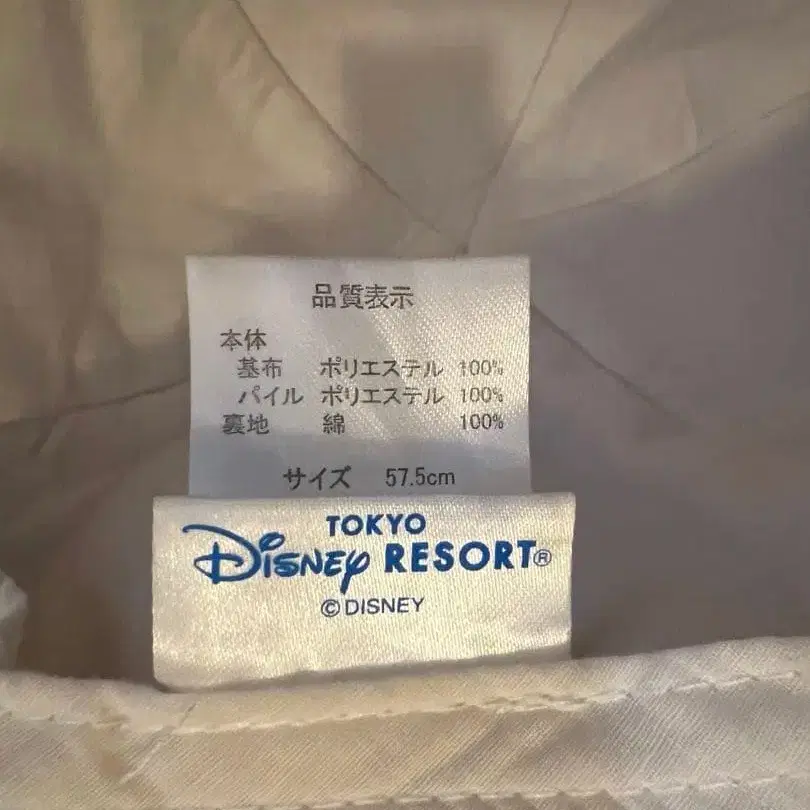 品質表示
本体
基布 ポリエステル 100%
パイル ポリエステル 100%
裏地 綿 100%
サイズ 57.5cm
TOKYO
Disney RESORT®
©DISNEY